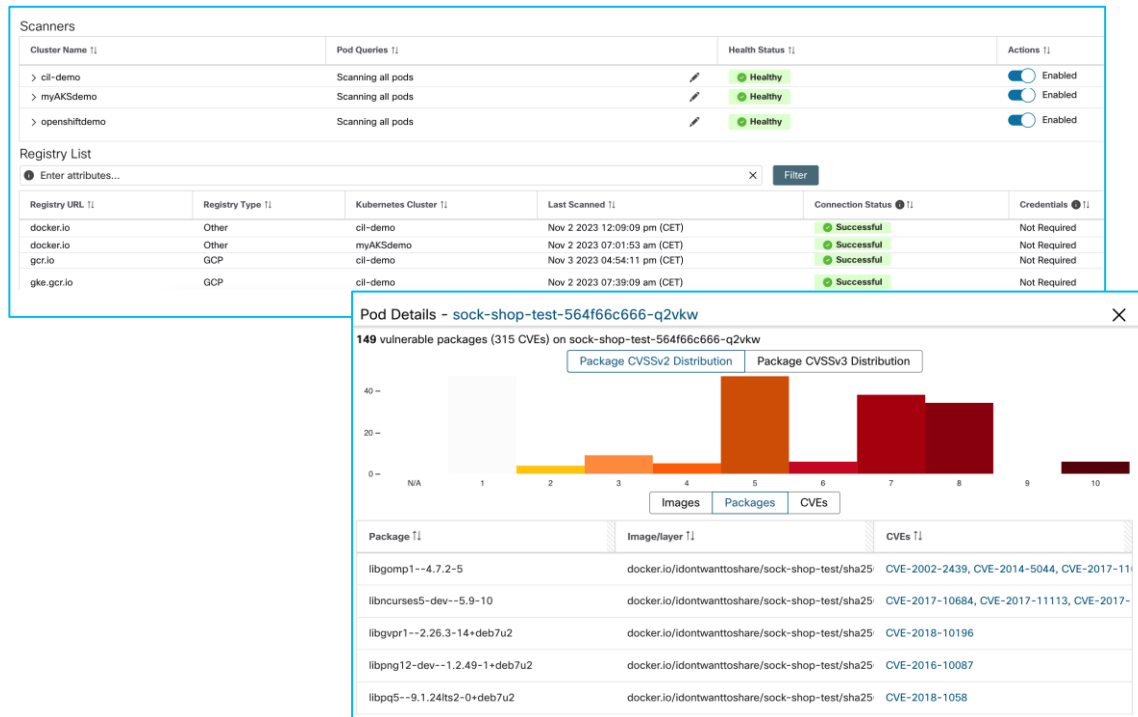 Scanners
Cluster Name Pod Queries Health Status Actions
cil-demo Scanning all pods Healthy Enabled
myAKSdemo Scanning all pods Healthy Enabled
openshiftdemo Scanning all pods Healthy Enabled
Registry List
Enter attributes... Filter
Registry URL Registry Type Kubernetes Cluster Last Scanned Connection Status Credentials
docker.io Other cil-demo Nov 2 2023 12:09:09 pm (CET) Successful Not Required
docker.io Other myAKSdemo Nov 2 2023 07:01:53 am (CET) Successful Not Required
gcr.io GCP cil-demo Nov 3 2023 04:54:11 pm (CET) Successful Not Required
gke.gcr.io GCP cil-demo Nov 2 2023 07:39:09 am (CET) Successful Not Required
Pod Details - sock-shop-test-564f66c666-q2vkw
149 vulnerable packages (315 CVEs) on sock-shop-test-564f66c666-q2vkw
Package CVSSv2 Distribution Package CVSSv3 Distribution
40
20
0
N/A 1 2 3 4 5 6 7 8 9 10
Images Packages CVEs
Package Image/layer CVEs
libgomp1--4.7.2-5 docker.io/idontwanttoshare/sock-shop-test/sha25 CVE-2002-2439, CVE-2014-5044, CVE-2017-11
libncurses5-dev--5.9-10 docker.io/idontwanttoshare/sock-shop-test/sha25 CVE-2017-10684, CVE-2017-11113, CVE-2017-
libgvpr1--2.26.3-14+deb7u2 docker.io/idontwanttoshare/sock-shop-test/sha25 CVE-2018-10196
libpng12-dev--1.2.49-1+deb7u2 docker.io/idontwanttoshare/sock-shop-test/sha25 CVE-2016-10087
libpq5--9.1.24lts2-0+deb7u2 docker.io/idontwanttoshare/sock-shop-test/sha25 CVE-2018-1058